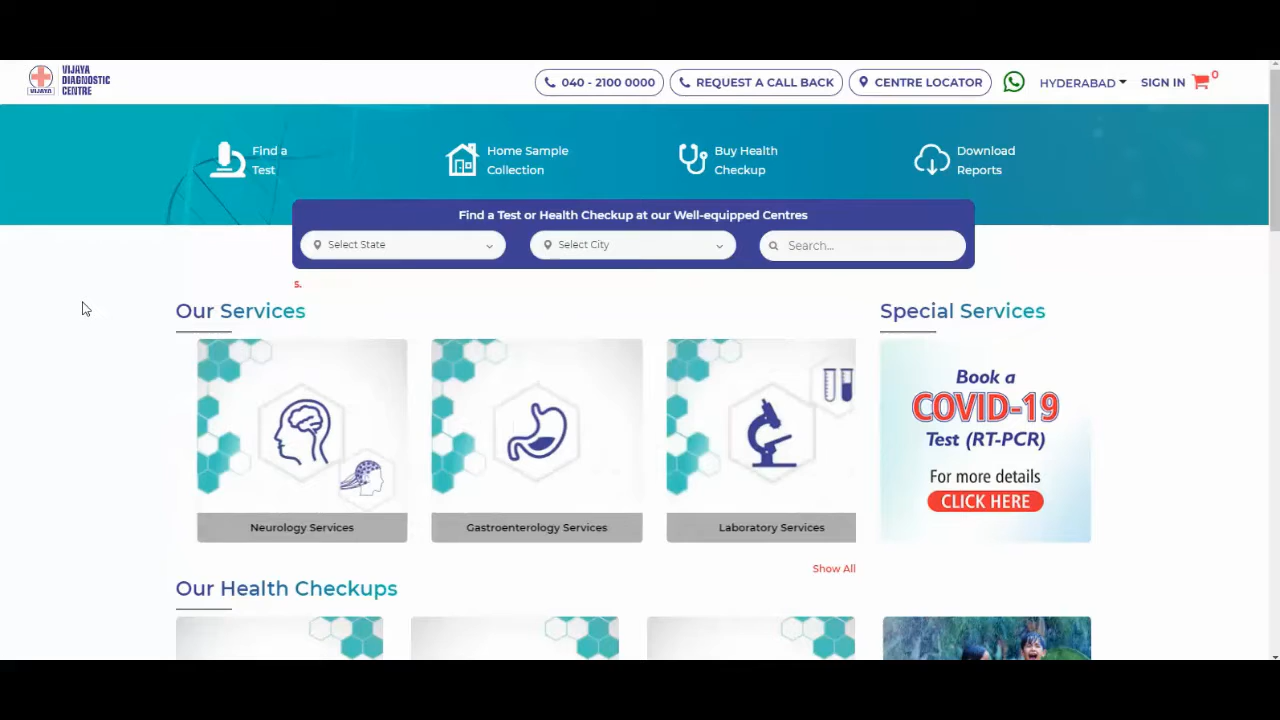 VIJAYA
DIAGNOSTIC
CENTRE
VIJAYA
040 - 2100 0000
REQUEST A CALL BACK
CENTRE LOCATOR
HYDERABAD
SIGN IN
0
Find a
Test
Home Sample
Collection
Buy Health
Checkup
Download
Reports
Find a Test or Health Checkup at our Well-equipped Centres
Select State
Select City
Search...
s.
Our Services
Special Services
Book a
COVID-19
Test (RT-PCR)
For more details
CLICK HERE
Neurology Services
Gastroenterology Services
Laboratory Services
Show All
Our Health Checkups